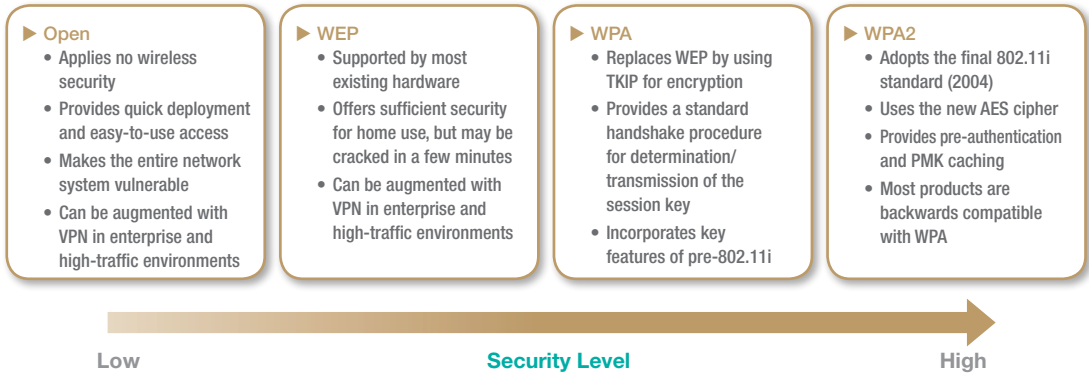 ▶ Open
• Applies no wireless
security
• Provides quick deployment
and easy-to-use access
• Makes the entire network
system vulnerable
• Can be augmented with
VPN in enterprise and
high-traffic environments
▶ WEP
• Supported by most
existing hardware
• Offers sufficient security
for home use, but may be
cracked in a few minutes
• Can be augmented with
VPN in enterprise and
high-traffic environments
▶ WPA
• Replaces WEP by using
TKIP for encryption
• Provides a standard
handshake procedure
for determination/
transmission of the
session key
• Incorporates key
features of pre-802.11i
▶ WPA2
• Adopts the final 802.11i
standard (2004)
• Uses the new AES cipher
• Provides pre-authentication
and PMK caching
• Most products are
backwards compatible
with WPA
Low
Security Level
High